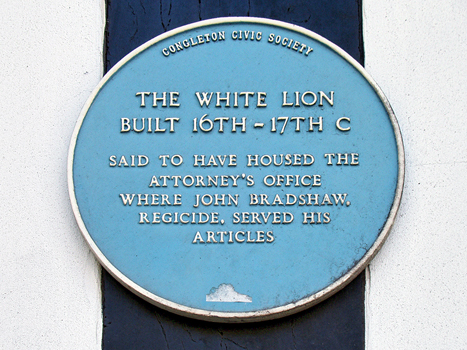 CONGLETON CIVIC SOCIETY
THE WHITE LION
BUILT 16TH - 17TH C
SAID TO HAVE HOUSED THE
ATTORNEY'S OFFICE
WHERE JOHN BRADSHAW,
REGICIDE, SERVED HIS
ARTICLES